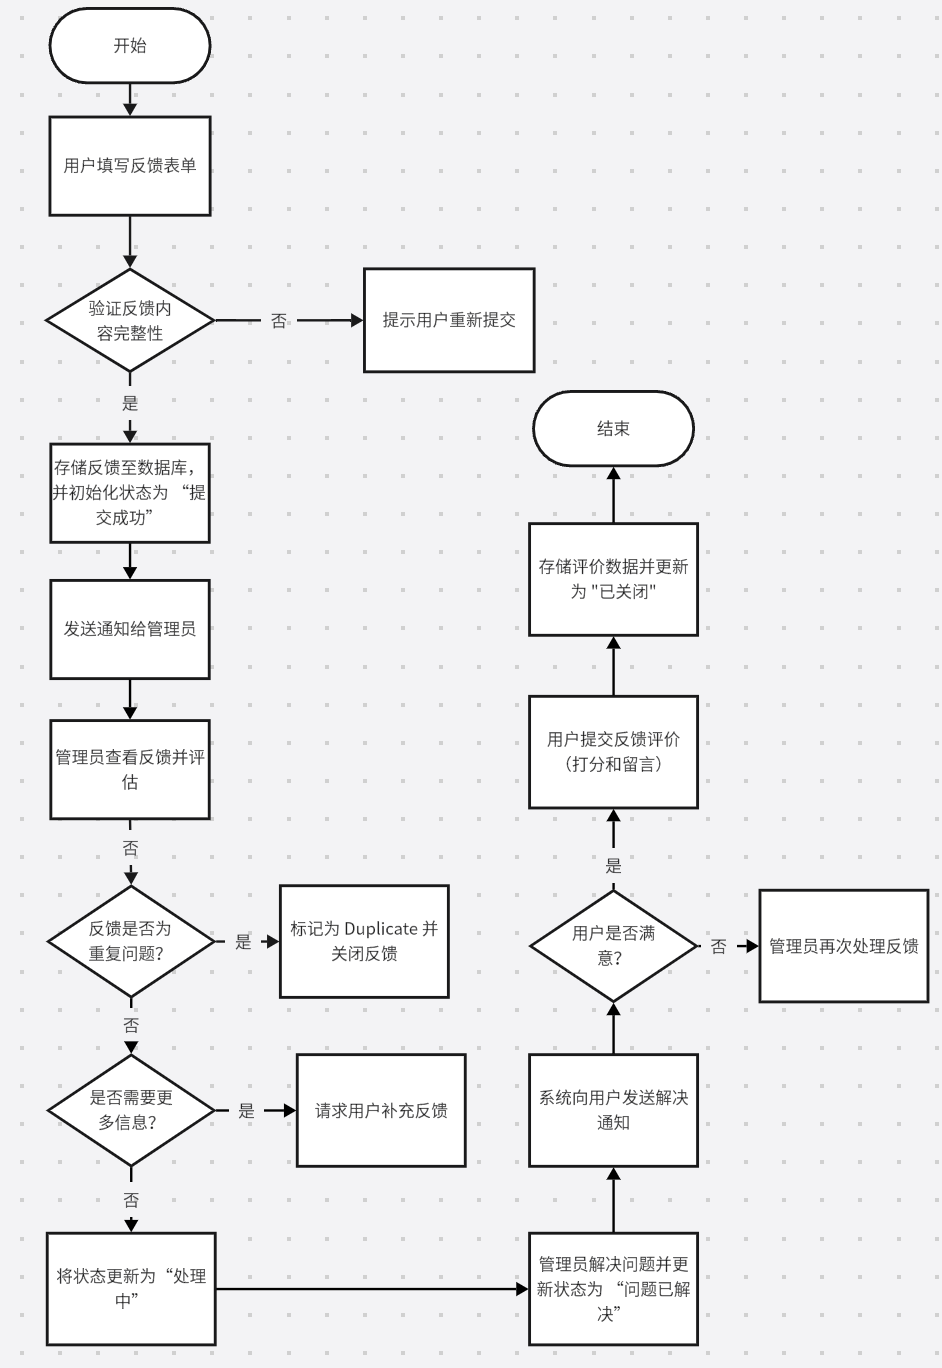 开始
用户填写反馈表单
验证反馈内
容完整性
否
提示用户重新提交
是
存储反馈至数据库，
并初始化状态为 “提
交成功”
发送通知给管理员
管理员查看反馈并评
估
否
反馈是否为
重复问题？
是
标记为 Duplicate 并
关闭反馈
否
是否需要更
多信息？
是
请求用户补充反馈
否
将状态更新为 “处理
中”
管理员解决问题并更
新状态为 “问题已解
决”
系统向用户发送解决
通知
用户是否满
意？
否
管理员再次处理反馈
是
用户提交反馈评价
（打分和留言）
存储评价数据并更新
为 "已关闭"
结束